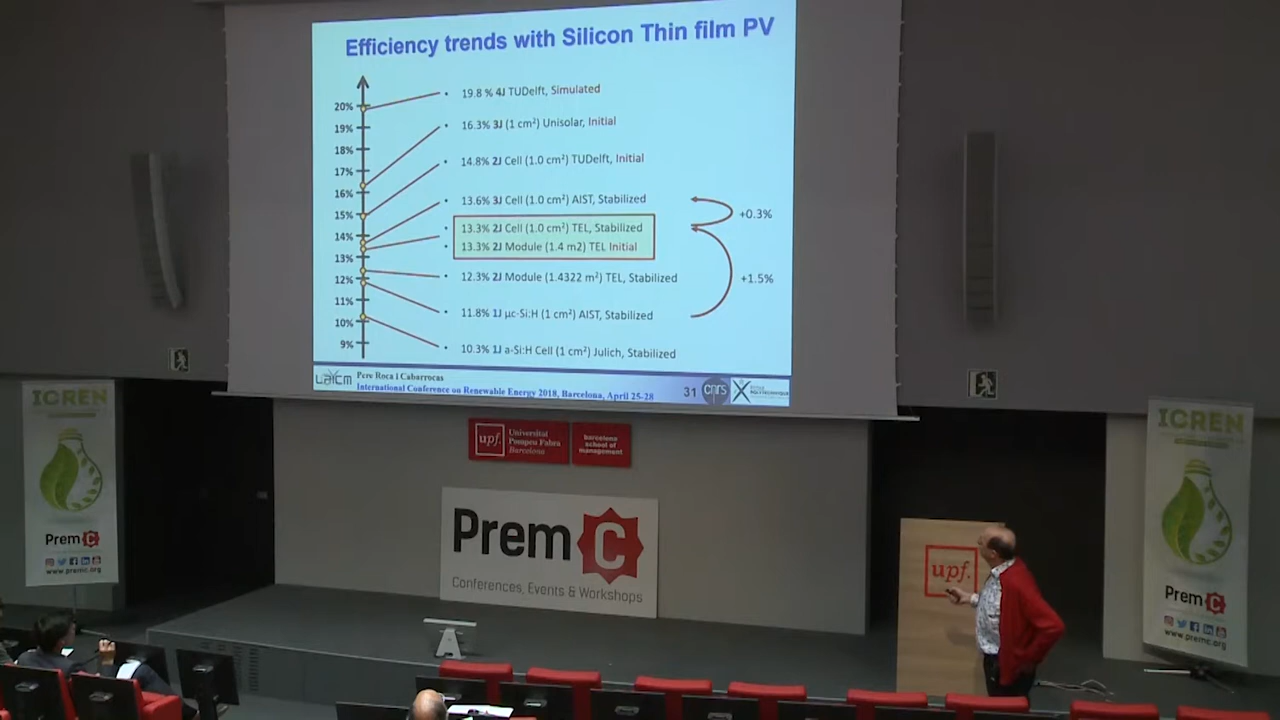 Efficiency trends with Silicon Thin film PV
20%
19%
18%
17%
16%
15%
14%
13%
12%
11%
10%
9%
• 19.8 % 4J TUDelft, Simulated
• 16.3% 3J (1 cm²) Unisolar, Initial
• 14.8% 2J Cell (1.0 cm²) TUDelft, Initial
• 13.6% 3J Cell (1.0 cm²) AIST, Stabilized
• 13.3% 2J Cell (1.0 cm²) TEL, Stabilized
• 13.3% 2J Module (1.4 m2) TEL Initial
• 12.3% 2J Module (1.4322 m²) TEL, Stabilized
• 11.8% 1J µc-Si:H (1 cm²) AIST, Stabilized
• 10.3% 1J a-Si:H Cell (1 cm²) Julich, Stabilized
+0.3%
+1.5%
Pere Roca i Cabarrocas
International Conference on Renewable Energy 2018, Barcelona, April 25-28
31
cnrs
ICREN
PremC
www.premc.org
upf.
Universitat
Pompeu Fabra
Barcelona
barcelona
school of
management
PremC
Conferences, Events & Workshops
upf.
ICREN
PremC
www.premc.org